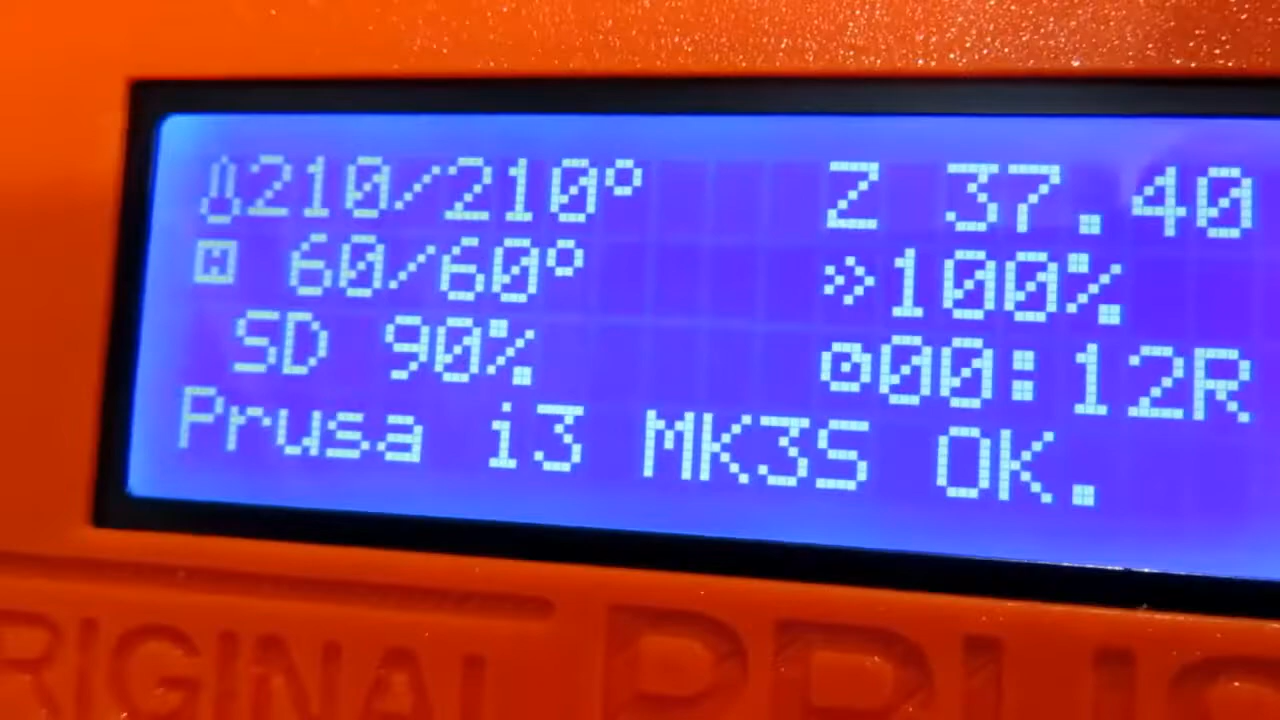 210/210° Z 37.40
60/60° »100%
SD 90% 00:12R
Prusa i3 MK3S OK.
RIGINAL PRUS